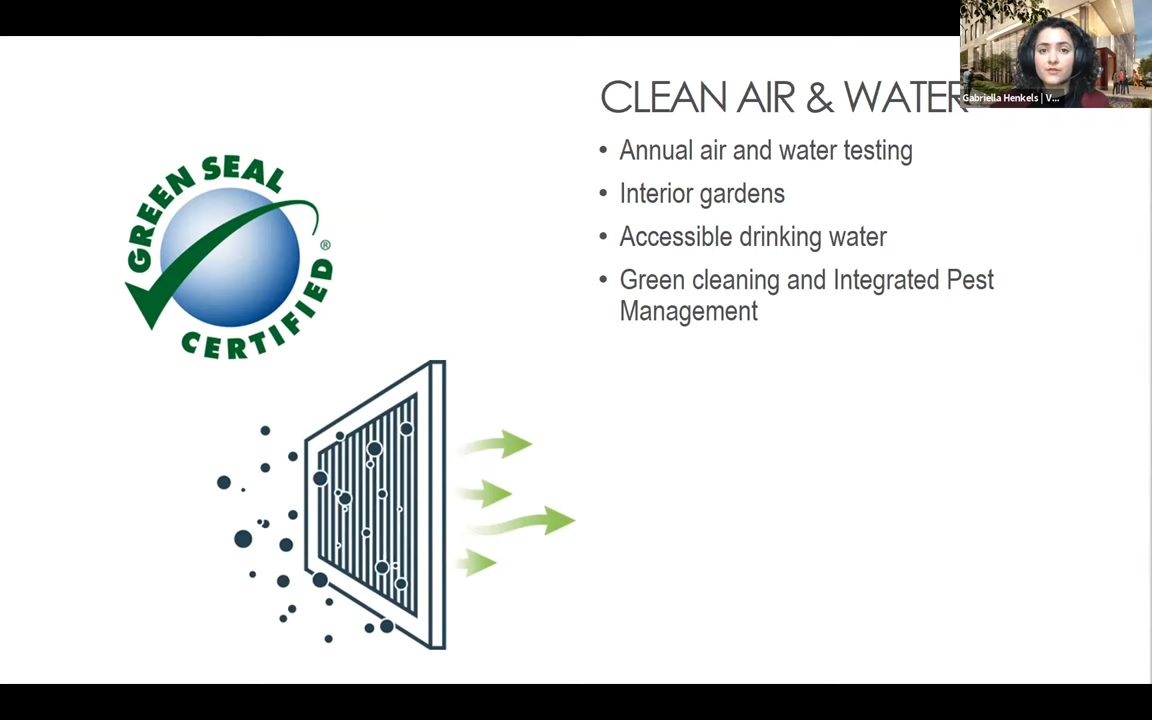 CLEAN AIR & WATER
Gabriella Henkels | V...
• Annual air and water testing
• Interior gardens
• Accessible drinking water
• Green cleaning and Integrated Pest
Management
GREEN SEAL
®
CERTIFIED